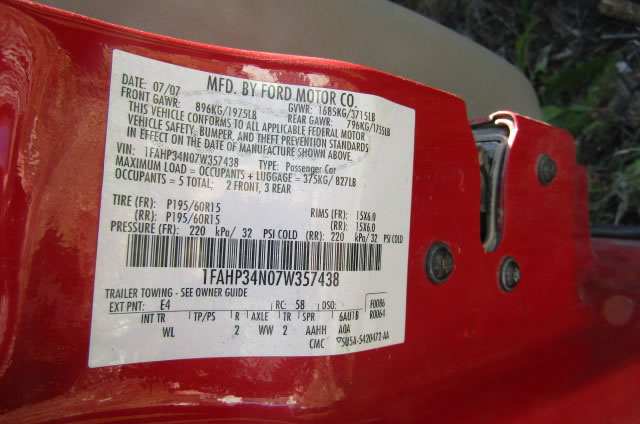 MFD. BY FORD MOTOR CO.
DATE: 07/07 GVWR: 1685KG/3715LB
FRONT GAWR: 896KG/1975LB REAR GAWR: 796KG/1755LB
THIS VEHICLE CONFORMS TO ALL APPLICABLE FEDERAL MOTOR
VEHICLE SAFETY, BUMPER, AND THEFT PREVENTION STANDARDS
IN EFFECT ON THE DATE OF MANUFACTURE SHOWN ABOVE.
VIN: 1FAHP34N07W357438 TYPE: Passenger Car
MAXIMUM LOAD = OCCUPANTS + LUGGAGE = 375KG/ 827LB
OCCUPANTS = 5 TOTAL; 2 FRONT, 3 REAR
TIRE (FR): P195/60R15 RIMS (FR): 15X6.0
(RR): P195/60R15 (RR): 15X6.0
PRESSURE (FR): 220 kPa/ 32 PSI COLD (RR): 220 kPa/ 32 PSI COLD
1FAHP34N07W357438
TRAILER TOWING - SEE OWNER GUIDE
EXT PNT: E4 RC: 58 DSO: F0086
R0064
INT TR TP/PS R AXLE TR SPR 6AU1B
WL 2 WW 2 AAHH A0A
CMC 5U5A-5420472-AA